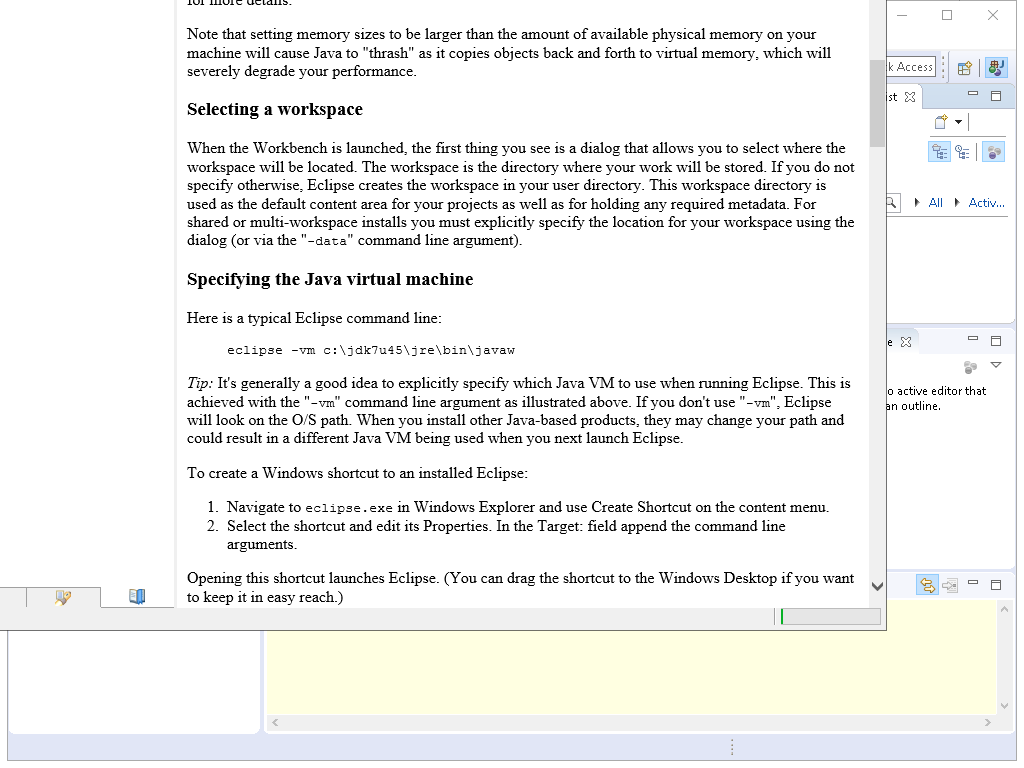 for more details.
Note that setting memory sizes to be larger than the amount of available physical memory on your
machine will cause Java to "thrash" as it copies objects back and forth to virtual memory, which will
severely degrade your performance.
Selecting a workspace
When the Workbench is launched, the first thing you see is a dialog that allows you to select where the
workspace will be located. The workspace is the directory where your work will be stored. If you do not
specify otherwise, Eclipse creates the workspace in your user directory. This workspace directory is
used as the default content area for your projects as well as for holding any required metadata. For
shared or multi-workspace installs you must explicitly specify the location for your workspace using the
dialog (or via the "-data" command line argument).
Specifying the Java virtual machine
Here is a typical Eclipse command line:
eclipse -vm c:\jdk7u45\jre\bin\javaw
Tip: It's generally a good idea to explicitly specify which Java VM to use when running Eclipse. This is
achieved with the "-vm" command line argument as illustrated above. If you don't use "-vm", Eclipse
will look on the O/S path. When you install other Java-based products, they may change your path and
could result in a different Java VM being used when you next launch Eclipse.
To create a Windows shortcut to an installed Eclipse:
1. Navigate to eclipse.exe in Windows Explorer and use Create Shortcut on the content menu.
2. Select the shortcut and edit its Properties. In the Target: field append the command line
arguments.
Opening this shortcut launches Eclipse. (You can drag the shortcut to the Windows Desktop if you want
to keep it in easy reach.)
k Access
ist
All
Activ...
e
o active editor that
an outline.